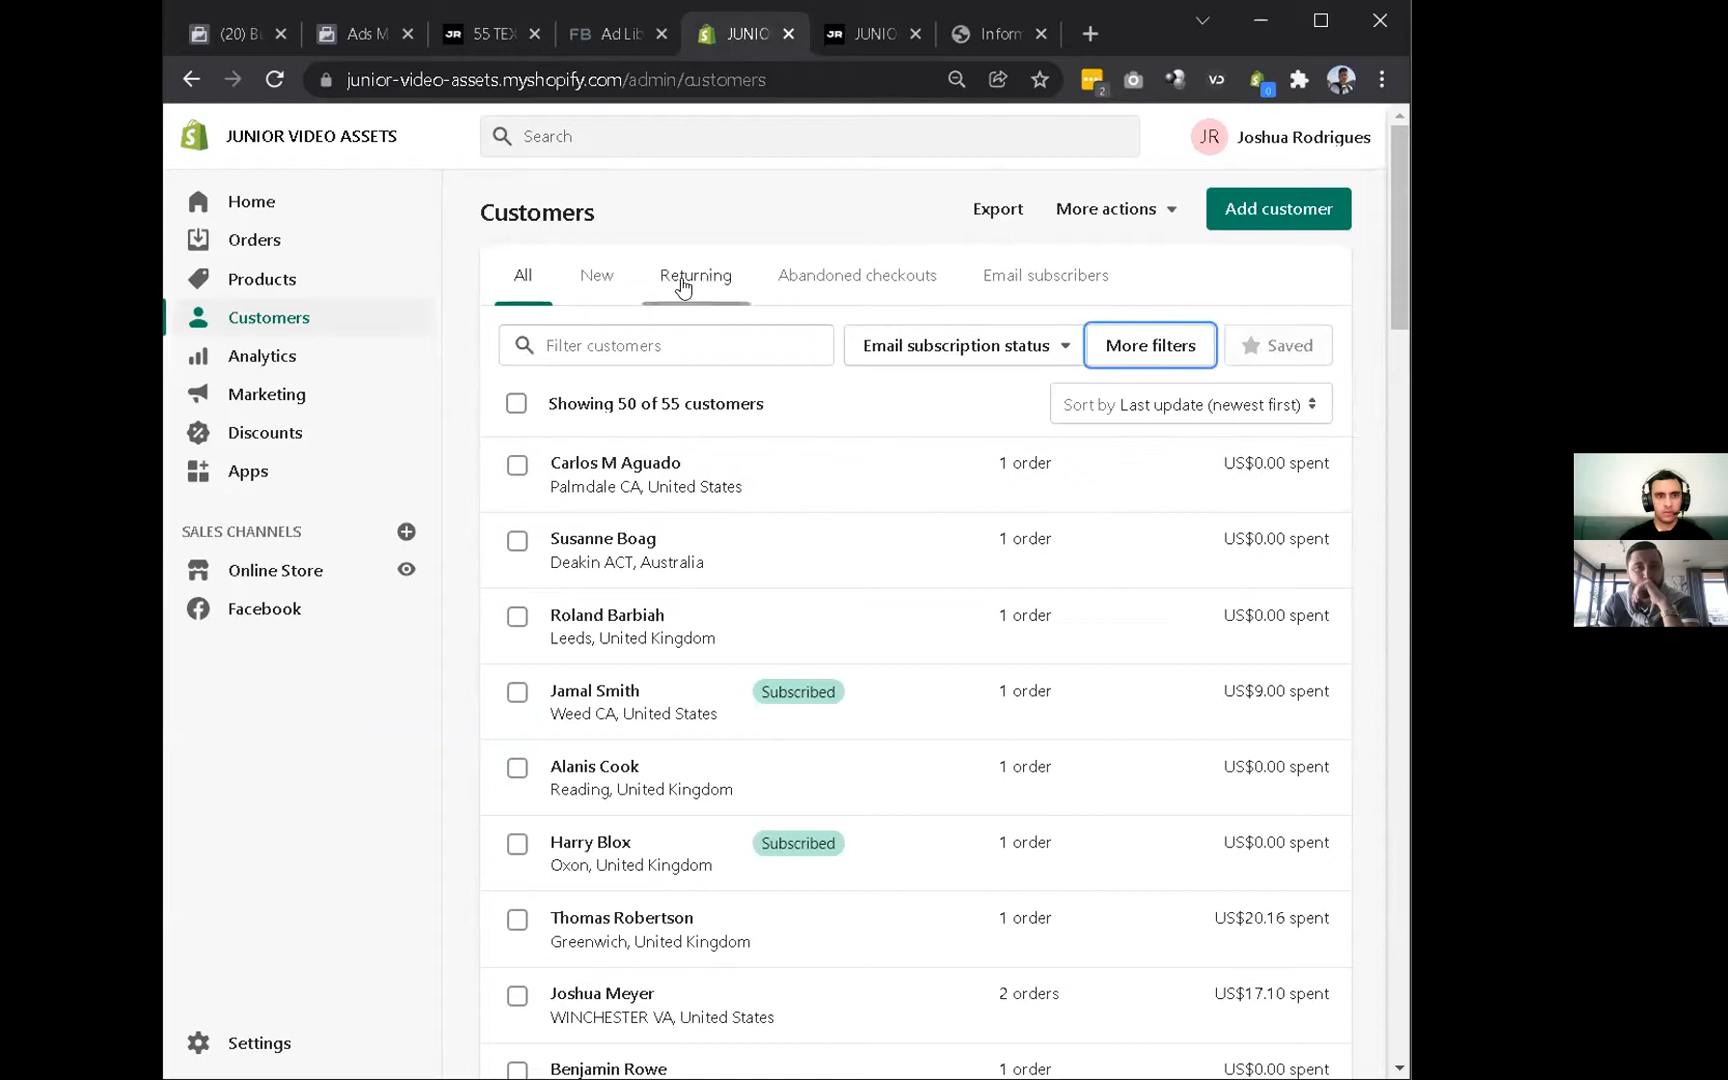 (20) B
Ads M
JR 55 TEX
FB Ad Lib
JUNIO
JR JUNIO
Inform
junior-video-assets.myshopify.com/admin/customers
2
VD
0
JUNIOR VIDEO ASSETS
Search
JR Joshua Rodrigues
Home
Orders
Products
Customers
Analytics
Marketing
Discounts
Apps
SALES CHANNELS
Online Store
Facebook
Settings
Customers
Export
More actions
Add customer
All
New
Returning
Abandoned checkouts
Email subscribers
Filter customers
Email subscription status
More filters
Saved
Showing 50 of 55 customers
Sort by Last update (newest first)
Carlos M Aguado 1 order US$0.00 spent
Palmdale CA, United States
Susanne Boag 1 order US$0.00 spent
Deakin ACT, Australia
Roland Barbiah 1 order US$0.00 spent
Leeds, United Kingdom
Jamal Smith Subscribed 1 order US$9.00 spent
Weed CA, United States
Alanis Cook 1 order US$0.00 spent
Reading, United Kingdom
Harry Blox Subscribed 1 order US$0.00 spent
Oxon, United Kingdom
Thomas Robertson 1 order US$20.16 spent
Greenwich, United Kingdom
Joshua Meyer 2 orders US$17.10 spent
WINCHESTER VA, United States
Benjamin Rowe 1 order US$0.00 spent